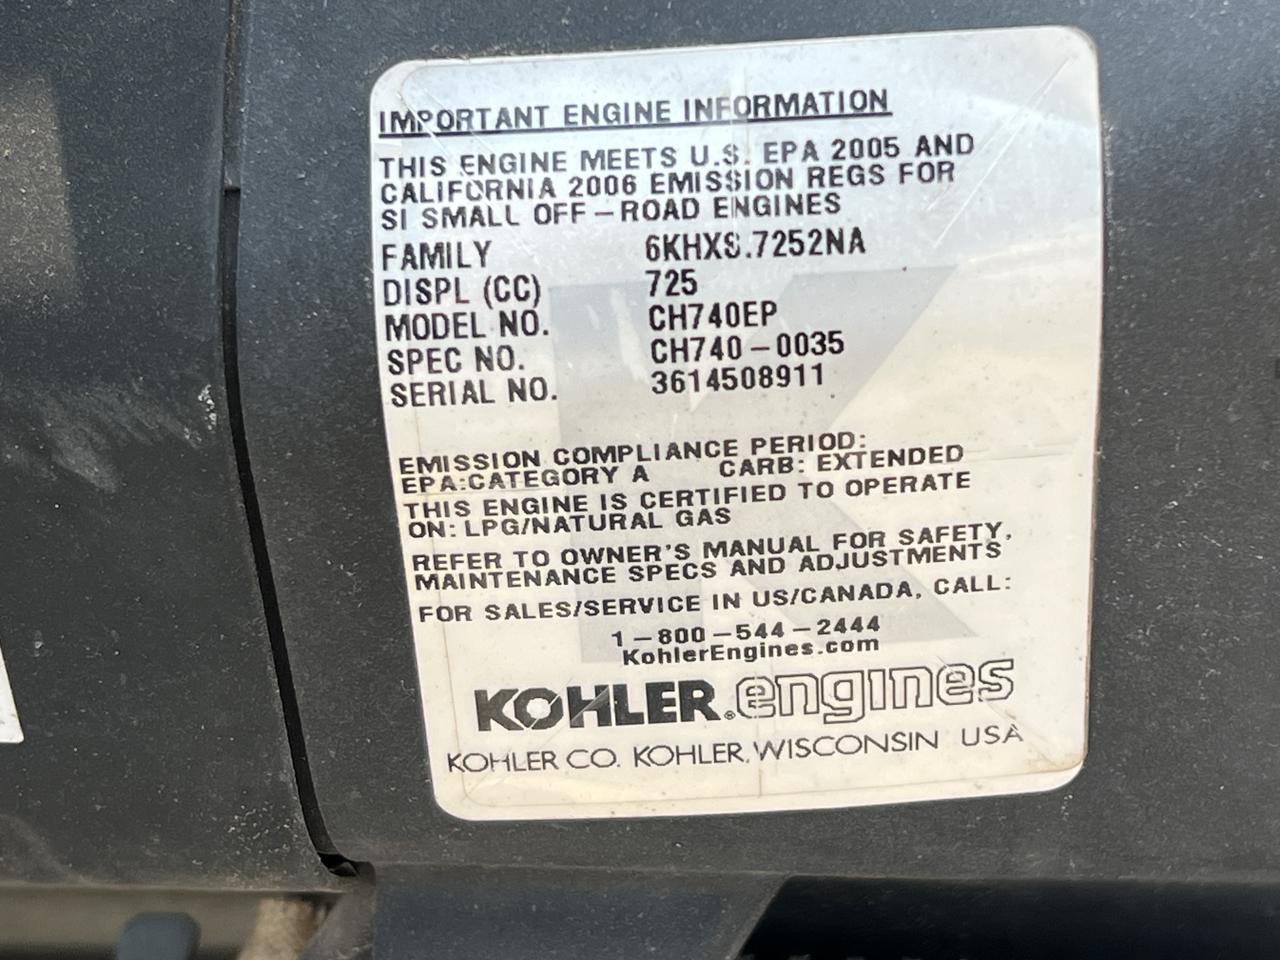 IMPORTANT ENGINE INFORMATION
THIS ENGINE MEETS U.S. EPA 2005 AND
CALIFORNIA 2006 EMISSION REGS FOR
SI SMALL OFF-ROAD ENGINES
FAMILY 6KHXS.7252NA
DISPL (CC) 725
MODEL NO. CH740EP
SPEC NO. CH740-0035
SERIAL NO. 3614508911
EMISSION COMPLIANCE PERIOD:
EPA:CATEGORY A CARB: EXTENDED
THIS ENGINE IS CERTIFIED TO OPERATE
ON: LPG/NATURAL GAS
REFER TO OWNER'S MANUAL FOR SAFETY,
MAINTENANCE SPECS AND ADJUSTMENTS
FOR SALES/SERVICE IN US/CANADA, CALL:
1-800-544-2444
KohlerEngines.com
KOHLER® engines
KOHLER CO. KOHLER, WISCONSIN USA